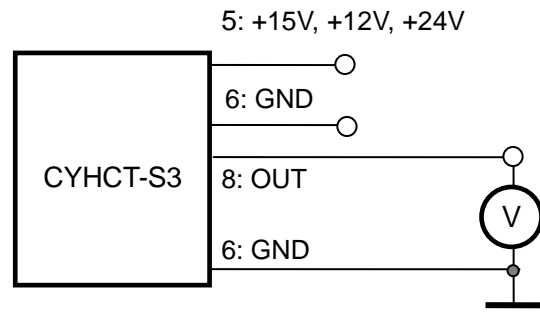 5: +15V, +12V, +24V
6: GND
CYHCT-S3
8: OUT
V
6: GND